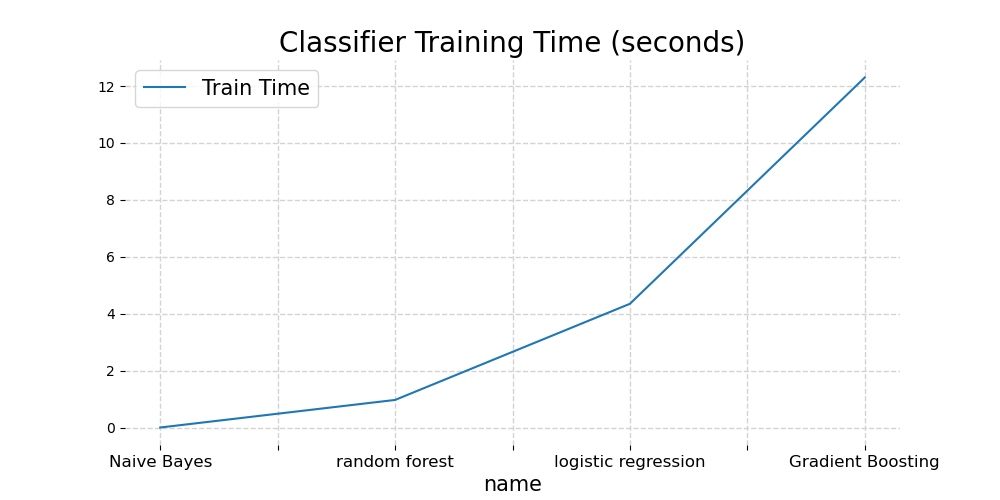 Classifier Training Time (seconds)
Train Time
12
10
8
6
4
2
0
Naive Bayes random forest logistic regression Gradient Boosting
name